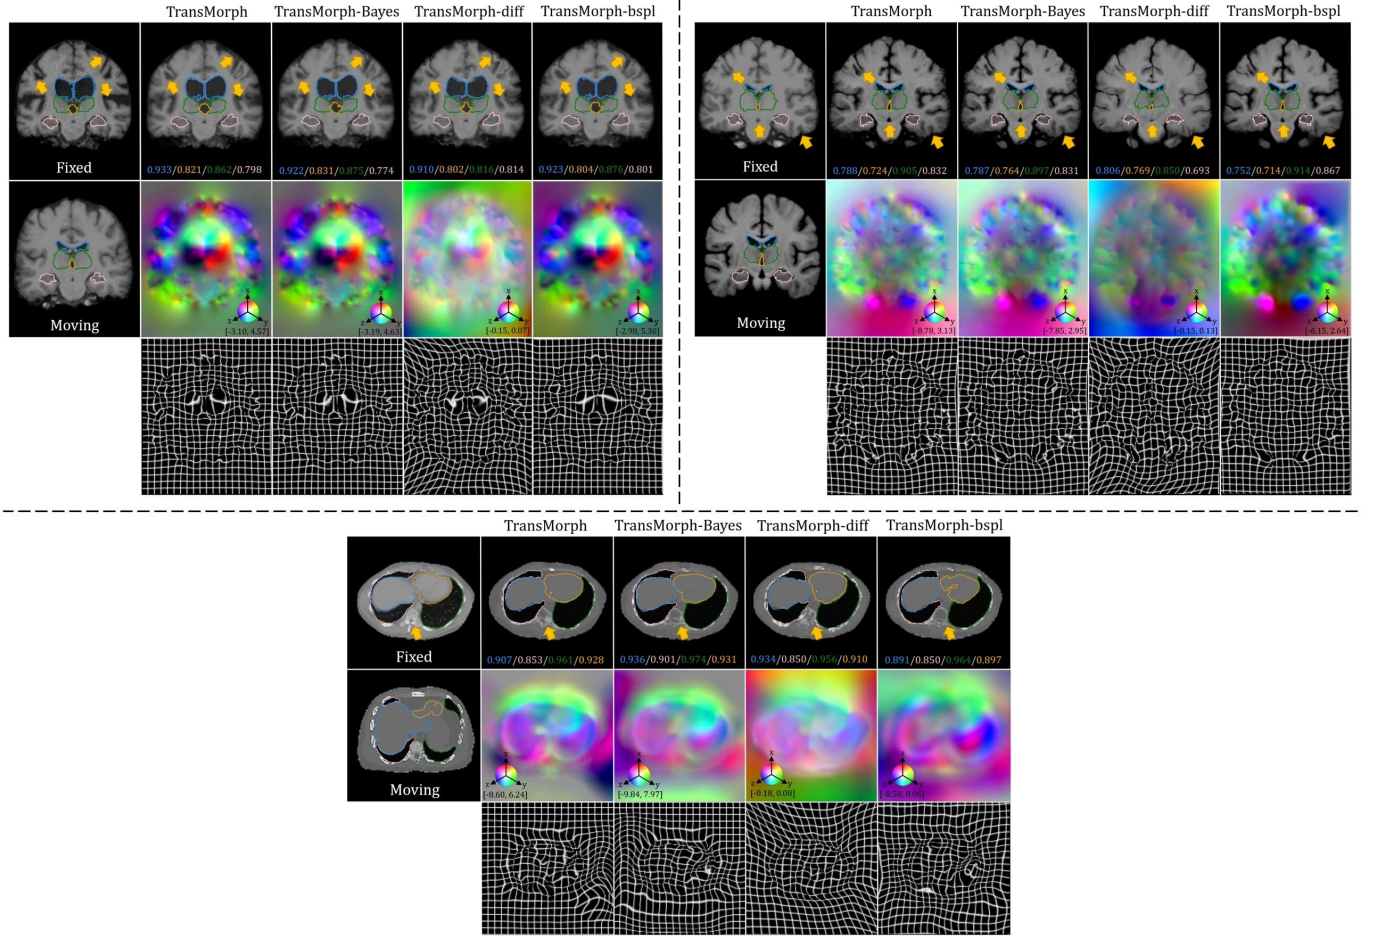 TransMorph TransMorph-Bayes TransMorph-diff TransMorph-bspl
Fixed
0.933/0.821/0.862/0.798 0.922/0.831/0.875/0.774 0.910/0.802/0.816/0.814 0.923/0.804/0.876/0.801
Moving
x z y [-3.10, 4.57] x z y [-3.19, 4.63] x z y [-0.15, 0.07] x z y [-2.98, 5.30]
TransMorph TransMorph-Bayes TransMorph-diff TransMorph-bspl
Fixed
0.788/0.724/0.905/0.832 0.787/0.764/0.897/0.831 0.806/0.769/0.850/0.693 0.752/0.714/0.914/0.867
Moving
x z y [-8.78, 3.13] x z y [-7.85, 2.95] x z y [-0.15, 0.13] x z y [-6.15, 2.64]
TransMorph TransMorph-Bayes TransMorph-diff TransMorph-bspl
Fixed
0.907/0.853/0.961/0.928 0.936/0.901/0.974/0.931 0.934/0.850/0.956/0.910 0.891/0.850/0.964/0.897
Moving
x z y [-8.60, 6.24] x z y [-9.84, 7.97] x z y [-0.18, 0.08] x z y [-8.58, 8.06]